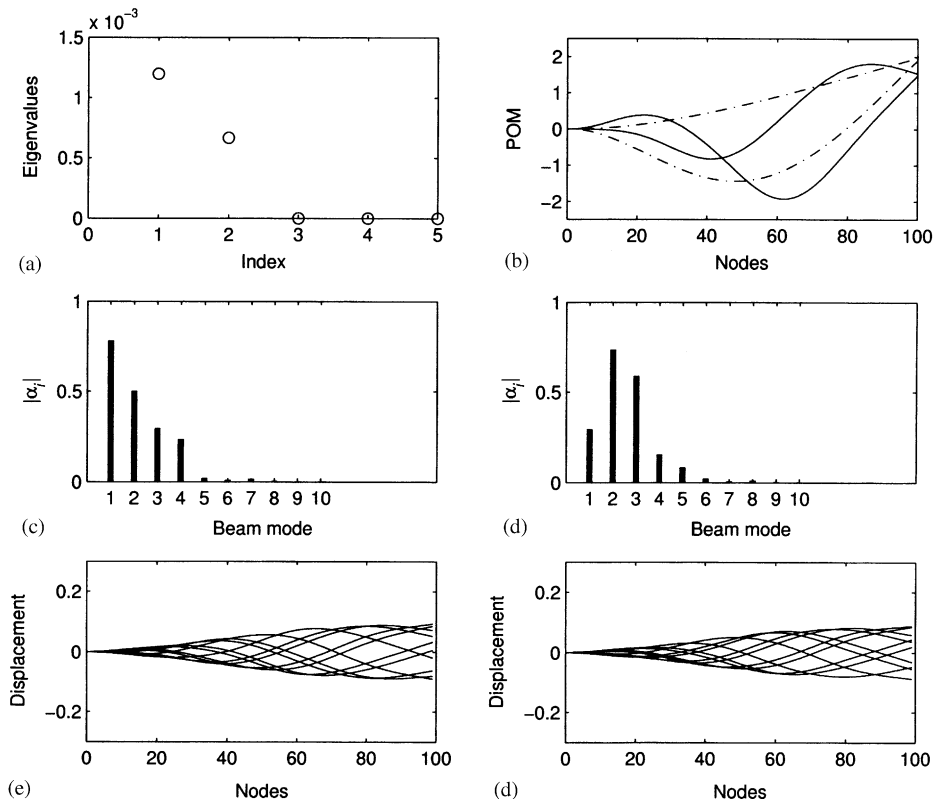 x 10⁻³
1.5
1
0.5
0
Eigenvalues
0 1 2 3 4 5
Index
(a)
2
1
0
−1
−2
POM
0 20 40 60 80 100
Nodes
(b)
1
0.5
0
|αⱼ|
1 2 3 4 5 6 7 8 9 10
Beam mode
(c)
1
0.5
0
|αⱼ|
1 2 3 4 5 6 7 8 9 10
Beam mode
(d)
0.2
0
−0.2
Displacement
0 20 40 60 80 100
Nodes
(e)
0.2
0
−0.2
Displacement
0 20 40 60 80 100
Nodes
(d)